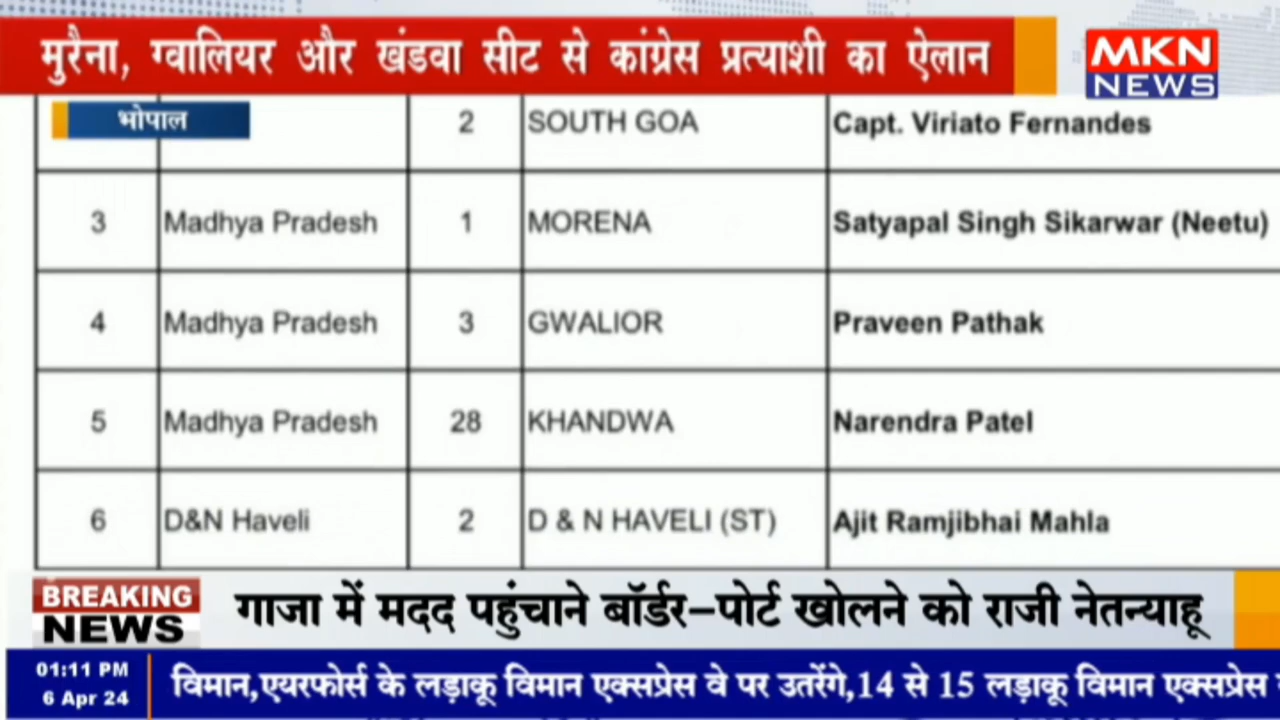 मुरैना, ग्वालियर और खंडवा सीट से कांग्रेस प्रत्याशी का ऐलान
MKN
NEWS
भोपाल
2 SOUTH GOA Capt. Viriato Fernandes
3 Madhya Pradesh 1 MORENA Satyapal Singh Sikarwar (Neetu)
4 Madhya Pradesh 3 GWALIOR Praveen Pathak
5 Madhya Pradesh 28 KHANDWA Narendra Patel
6 D&N Haveli 2 D & N HAVELI (ST) Ajit Ramjibhai Mahla
BREAKING
NEWS
गाजा में मदद पहुंचाने बॉर्डर–पोर्ट खोलने को राजी नेतन्याहू
01:11 PM
6 Apr 24
विमान,एयरफोर्स के लड़ाकू विमान एक्सप्रेस वे पर उतरेंगे,14 से 15 लड़ाकू विमान एक्सप्रेस